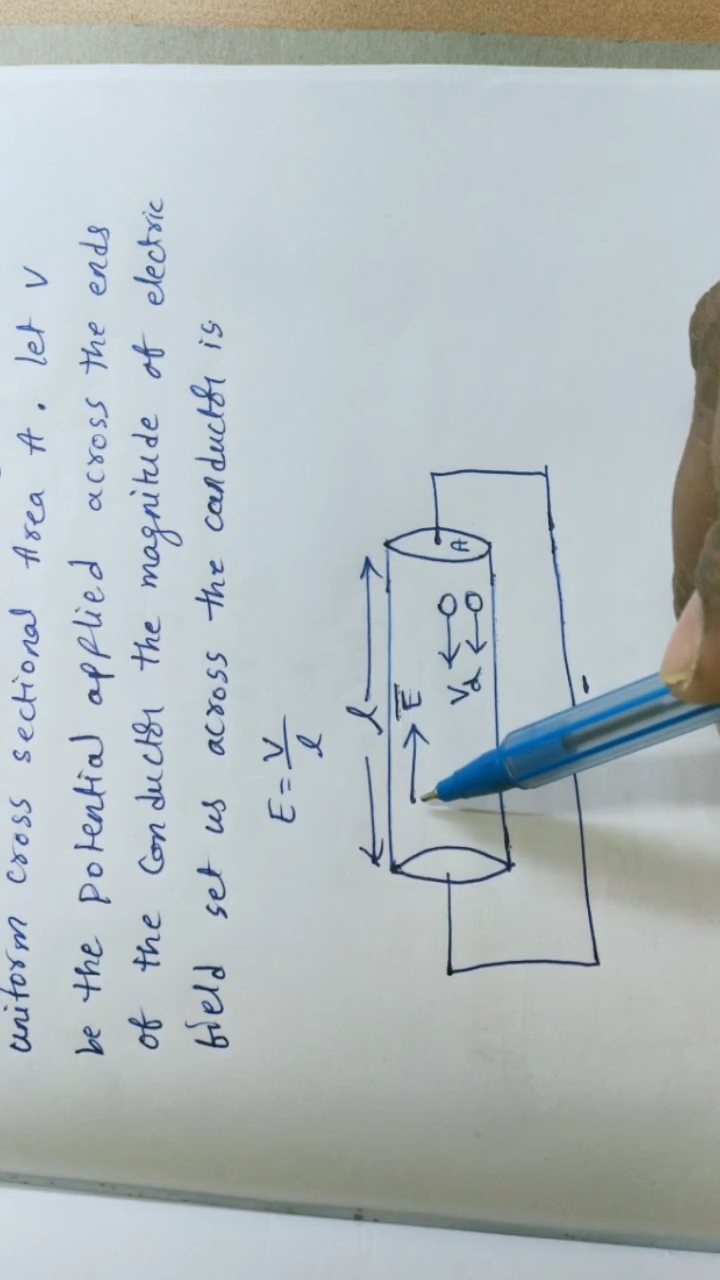 uniform cross sectional Area A. let V
be the potential applied across the ends
of the conductor the magnitude of electric
field set us across the conductor is
E = V/l
l
E
Vd
A